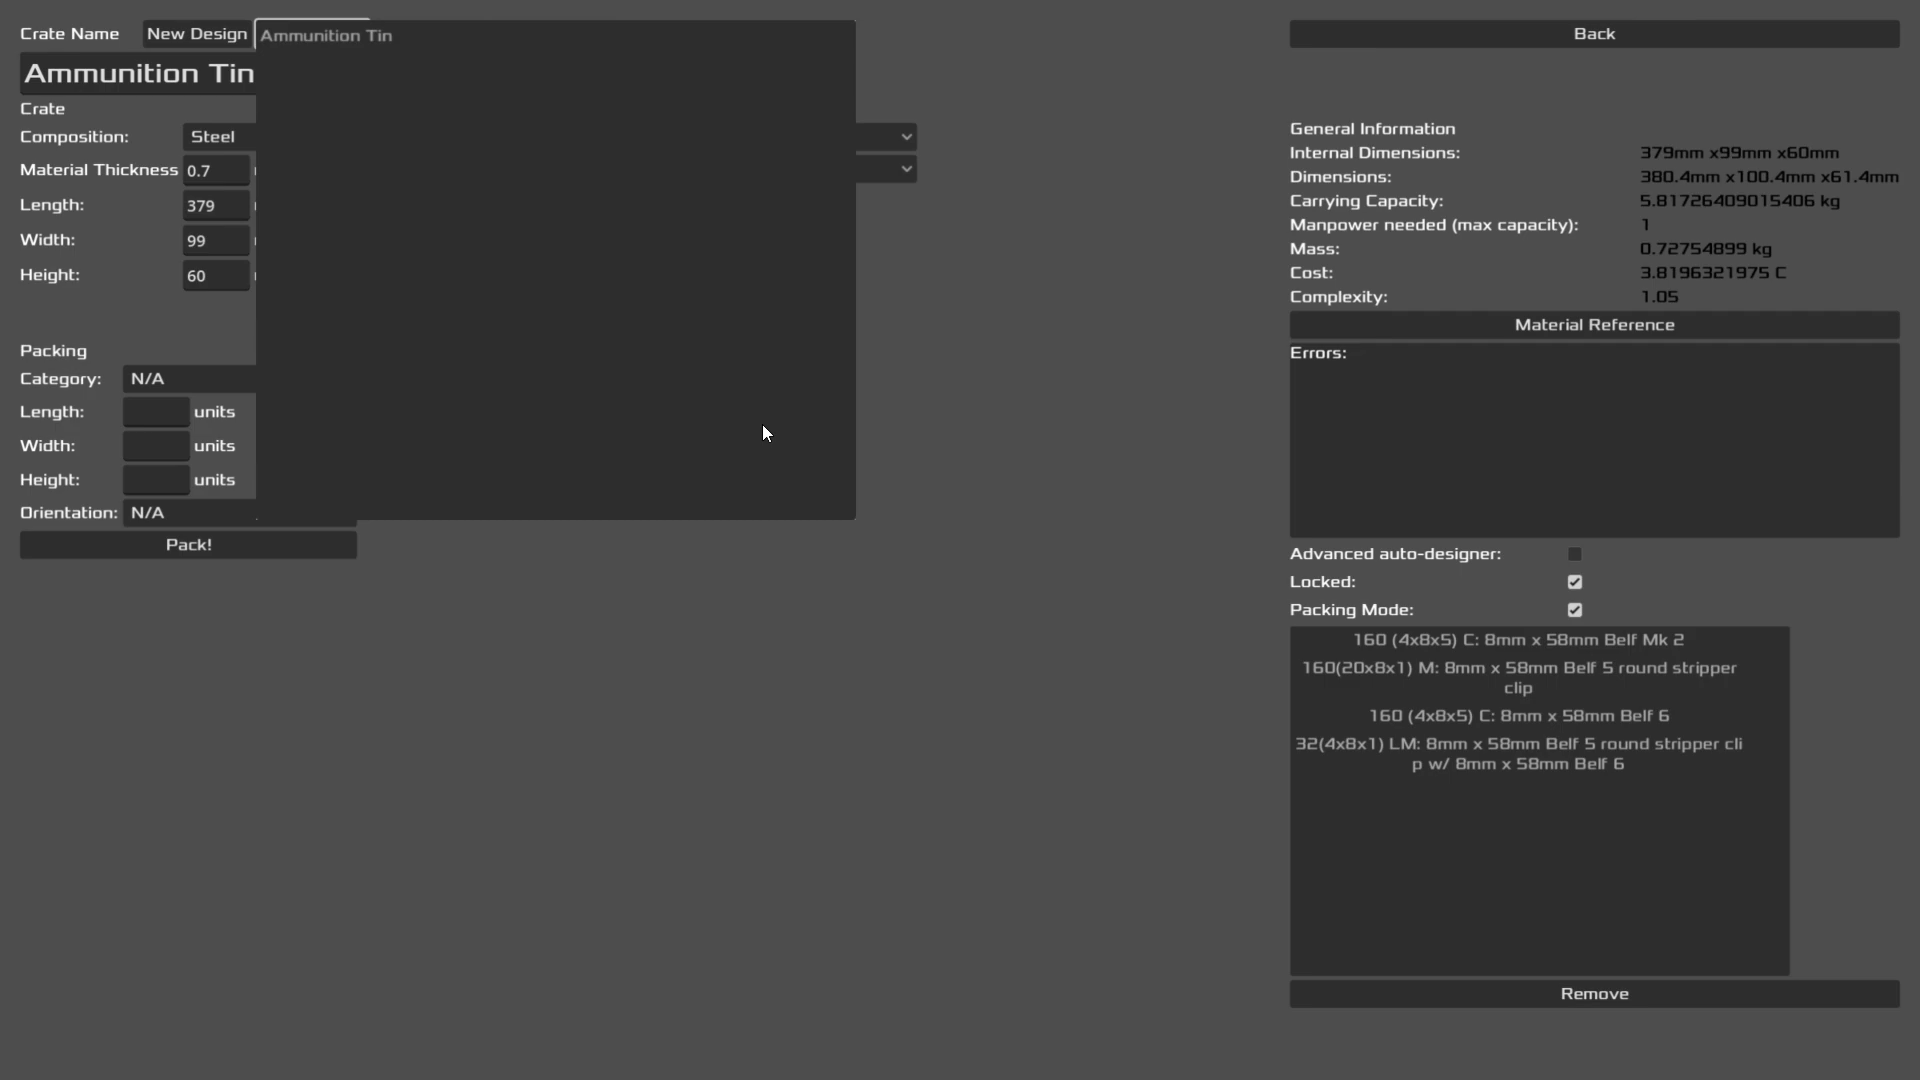 Crate Name
New Design
Ammunition Tin
Ammunition Tin
Crate
Composition: Steel
Material Thickness 0.7
Length: 379
Width: 99
Height: 60
Packing
Category: N/A
Length: units
Width: units
Height: units
Orientation: N/A
Pack!
Back
General Information
Internal Dimensions: 379mm x99mm x60mm
Dimensions: 380.4mm x100.4mm x61.4mm
Carrying Capacity: 5.81726409015406 kg
Manpower needed (max capacity): 1
Mass: 0.72754899 kg
Cost: 3.8196321975 C
Complexity: 1.05
Material Reference
Errors:
Advanced auto-designer:
Locked:
Packing Mode:
160 (4x8x5) C: 8mm x 58mm Belf Mk 2
160(20x8x1) M: 8mm x 58mm Belf 5 round stripper
clip
160 (4x8x5) C: 8mm x 58mm Belf 6
32(4x8x1) LM: 8mm x 58mm Belf 5 round stripper cli
p w/ 8mm x 58mm Belf 6
Remove